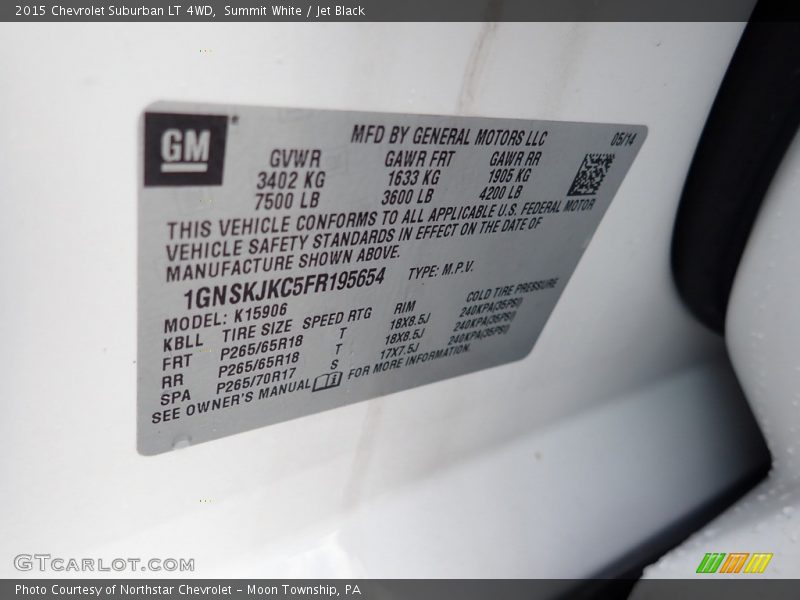 2015 Chevrolet Suburban LT 4WD,  Summit White / Jet Black
GM
MFD BY GENERAL MOTORS LLC 05/14
GVWR GAWR FRT GAWR RR
3402 KG 1633 KG 1905 KG
7500 LB 3600 LB 4200 LB
THIS VEHICLE CONFORMS TO ALL APPLICABLE U.S. FEDERAL MOTOR
VEHICLE SAFETY STANDARDS IN EFFECT ON THE DATE OF
MANUFACTURE SHOWN ABOVE.
1GNSKJKC5FR195654 TYPE: M.P.V.
MODEL: K15906
KBLL TIRE SIZE SPEED RTG RIM COLD TIRE PRESSURE
FRT P265/65R18 T 18X8.5J 240KPA(35PSI)
RR P265/65R18 T 18X8.5J 240KPA(35PSI)
SPA P265/70R17 S 17X7.5J 240KPA(35PSI)
SEE OWNER'S MANUAL i FOR MORE INFORMATION.
GTCARLOT.COM
Photo Courtesy of Northstar Chevrolet - Moon Township, PA